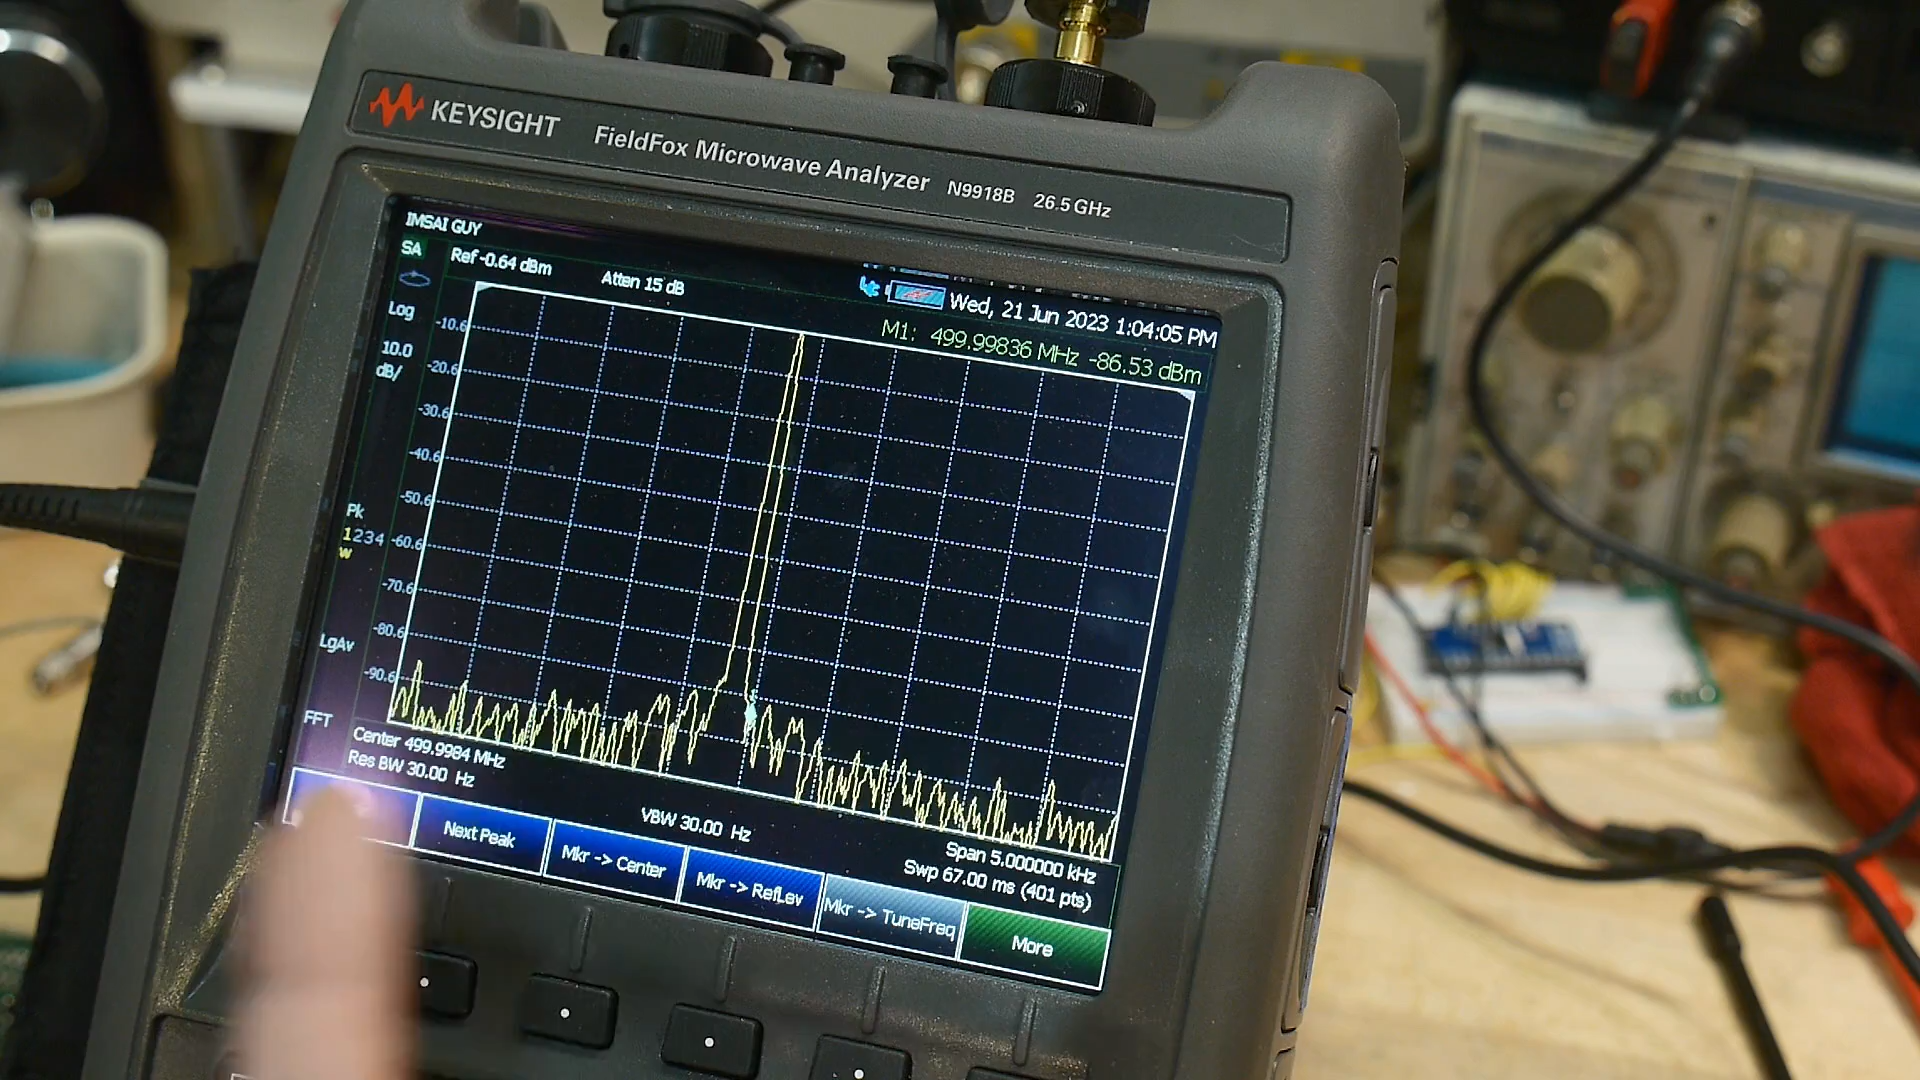 KEYSIGHT FieldFox Microwave Analyzer N9918B 26.5 GHz
IMSAI GUY
SA
Ref -0.64 dBm
Atten 15 dB
Wed, 21 Jun 2023 1:04:05 PM
M1: 499.99836 MHz -86.53 dBm
Log
10.0
dB/
-10.6
-20.6
-30.6
-40.6
-50.6
-60.6
-70.6
-80.6
-90.6
Pk
1234
W
LgAv
FFT
Center 499.9984 MHz
Res BW 30.00 Hz
VBW 30.00 Hz
Span 5.000000 kHz
Swp 67.00 ms (401 pts)
Next Peak
Mkr -> Center
Mkr -> RefLev
Mkr -> TuneFreq
More